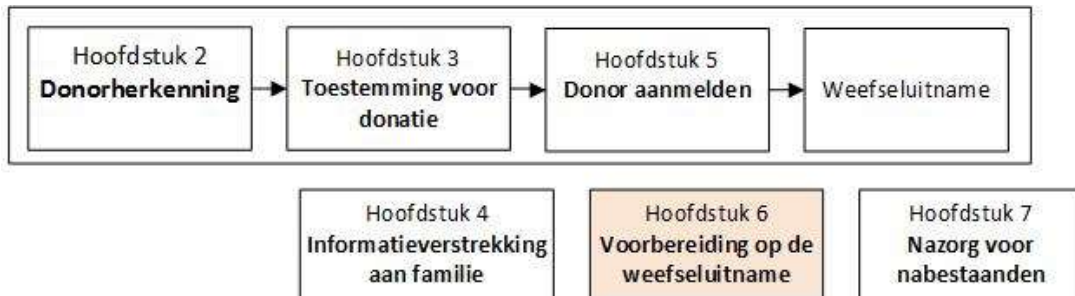 Hoofdstuk 2
Donorherkenning
Hoofdstuk 3
Toestemming voor
donatie
Hoofdstuk 5
Donor aanmelden
Weefseluitname
Hoofdstuk 4
Informatieverstrekking
aan familie
Hoofdstuk 6
Voorbereiding op de
weefseluitname
Hoofdstuk 7
Nazorg voor
nabestaanden